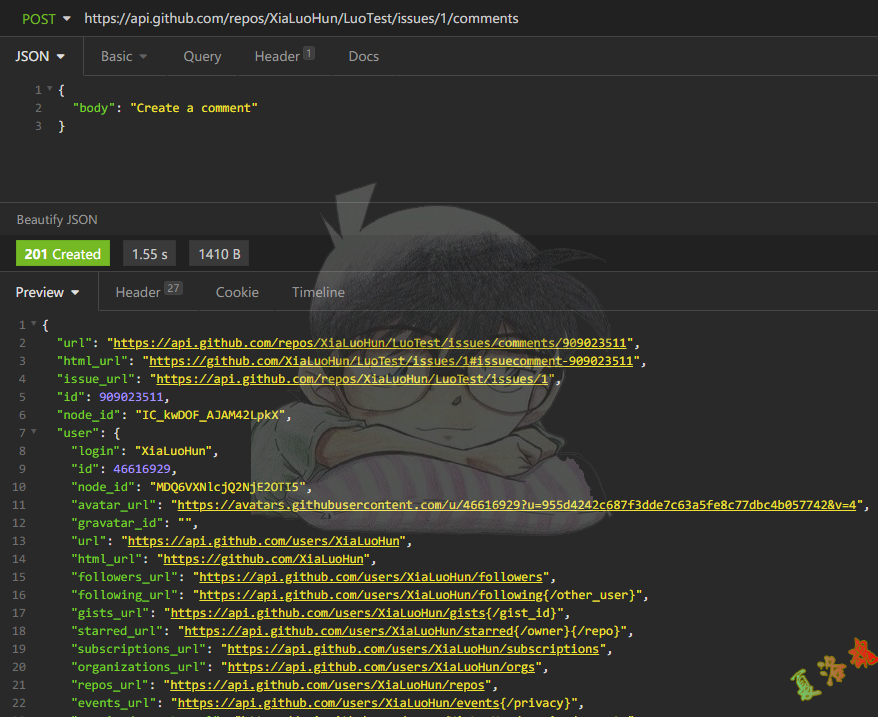 POST https://api.github.com/repos/XiaLuoHun/LuoTest/issues/1/comments
JSON Basic Query Header 1 Docs
1 {
2 "body": "Create a comment"
3 }
Beautify JSON
201 Created 1.55 s 1410 B
Preview Header 27 Cookie Timeline
1 {
2 "url": "https://api.github.com/repos/XiaLuoHun/LuoTest/issues/comments/909023511",
3 "html_url": "https://github.com/XiaLuoHun/LuoTest/issues/1#issuecomment-909023511",
4 "issue_url": "https://api.github.com/repos/XiaLuoHun/LuoTest/issues/1",
5 "id": 909023511,
6 "node_id": "IC_kwDOF_AJAM42LpkX",
7 "user": {
8 "login": "XiaLuoHun",
9 "id": 46616929,
10 "node_id": "MDQ6VXNlcjQ2NjE2OTI5",
11 "avatar_url": "https://avatars.githubusercontent.com/u/46616929?u=955d4242c687f3dde7c63a5fe8c77dbc4b057742&v=4",
12 "gravatar_id": "",
13 "url": "https://api.github.com/users/XiaLuoHun",
14 "html_url": "https://github.com/XiaLuoHun",
15 "followers_url": "https://api.github.com/users/XiaLuoHun/followers",
16 "following_url": "https://api.github.com/users/XiaLuoHun/following{/other_user}",
17 "gists_url": "https://api.github.com/users/XiaLuoHun/gists{/gist_id}",
18 "starred_url": "https://api.github.com/users/XiaLuoHun/starred{/owner}{/repo}",
19 "subscriptions_url": "https://api.github.com/users/XiaLuoHun/subscriptions",
20 "organizations_url": "https://api.github.com/users/XiaLuoHun/orgs",
21 "repos_url": "https://api.github.com/users/XiaLuoHun/repos",
22 "events_url": "https://api.github.com/users/XiaLuoHun/events{/privacy}",